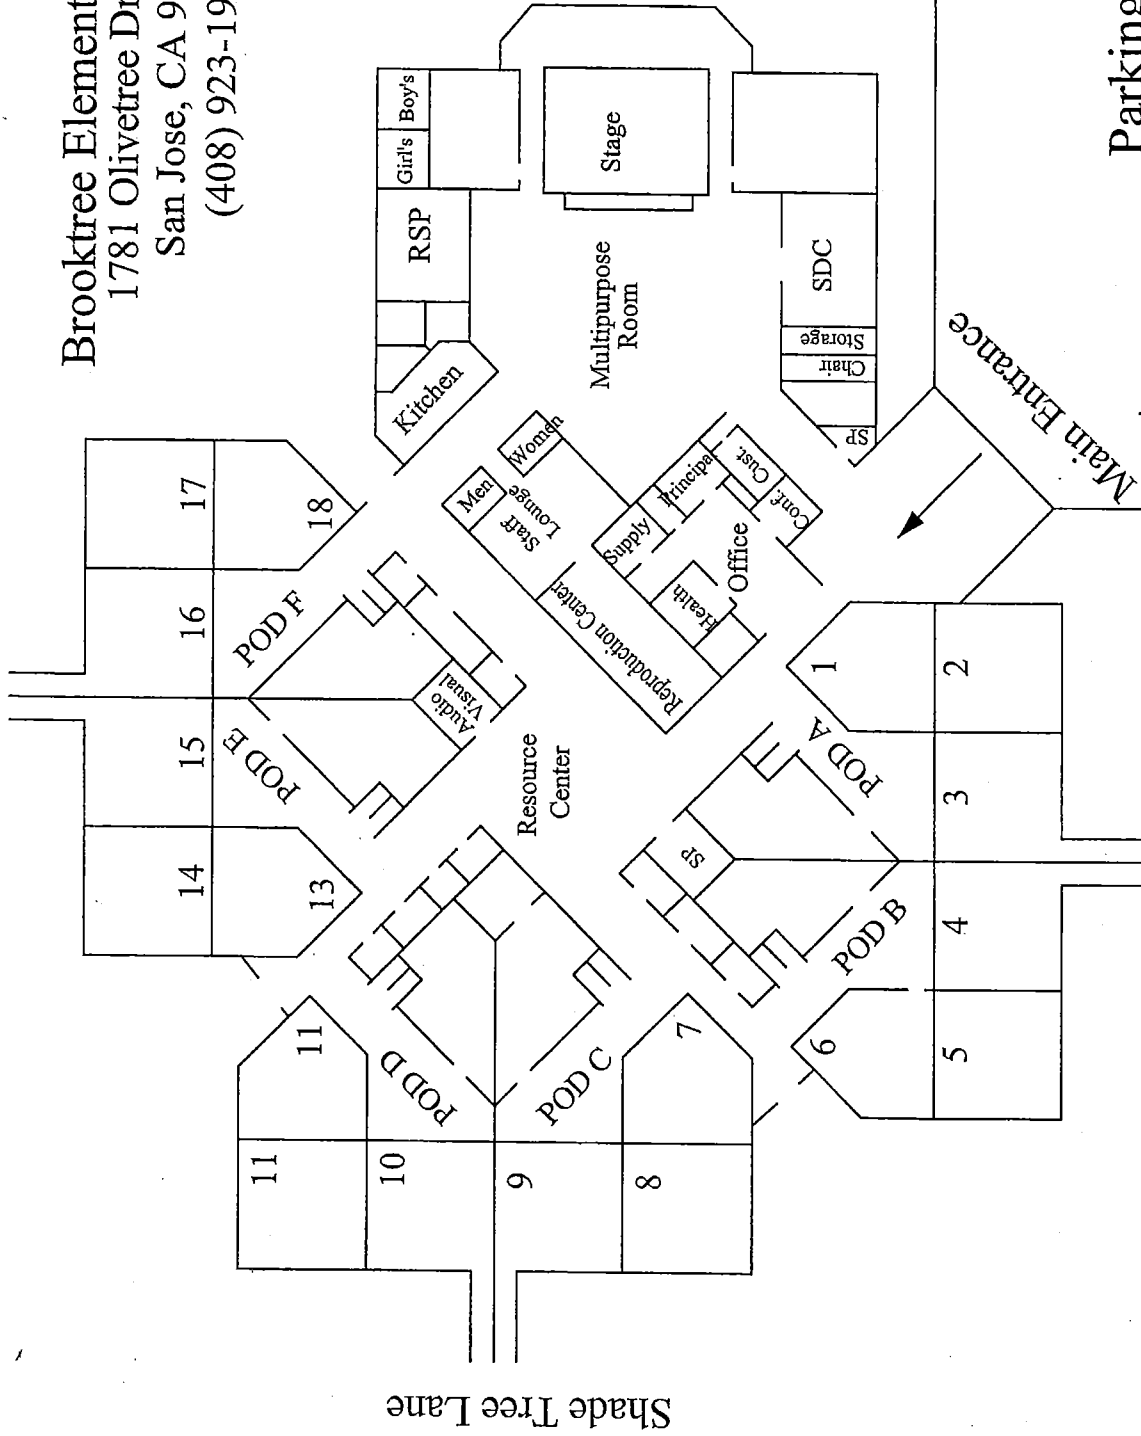 Brooktree Element
1781 Olivetree Dr
San Jose, CA 9
(408) 923-19
Parking
Main Entrance
Shade Tree Lane
Boy's
Girl's
RSP
Kitchen
Stage
Multipurpose
Room
SDC
Storage
Chair
SP
Women
Men
Staff
Lounge
Supply
Principal
Cust.
Conf.
Office
Health
Reproduction Center
Resource
Center
Audio
Visual
SP
POD A
POD B
POD C
POD D
POD E
POD F
1
2
3
4
5
6
7
8
9
10
11
11
13
14
15
16
17
18